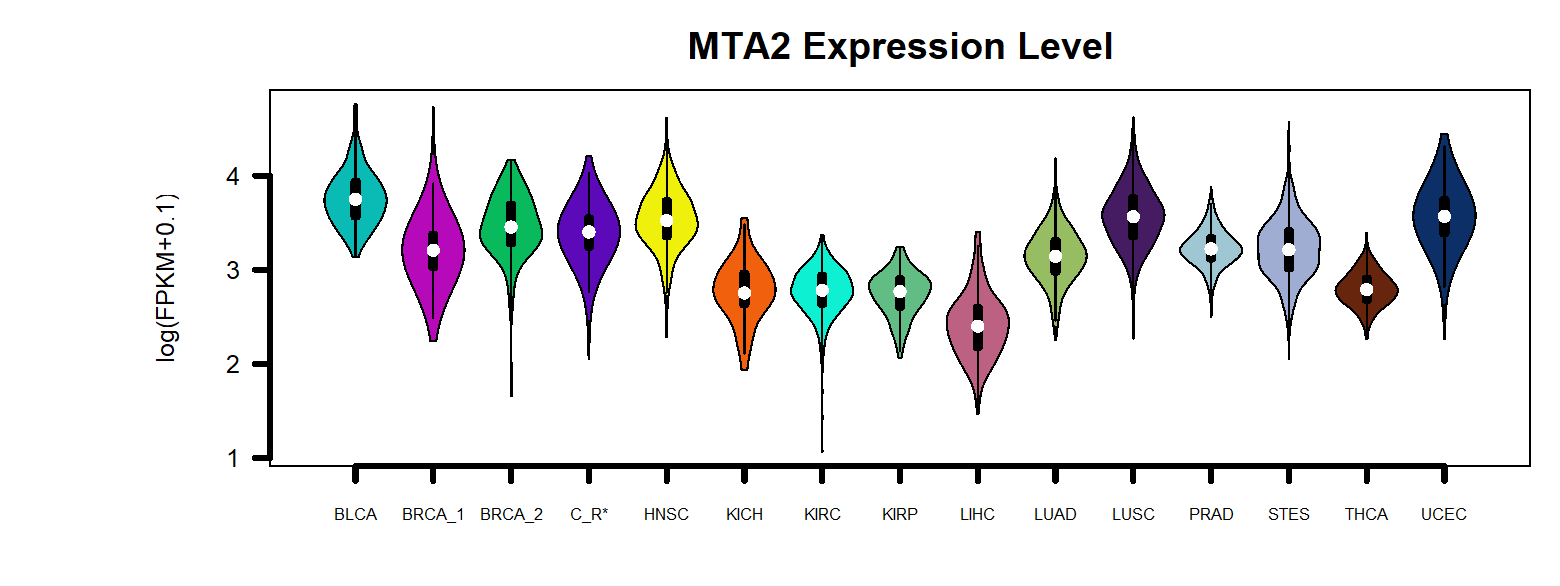 MTA2 Expression Level
log(FPKM+0.1)
4
3
2
1
BLCA BRCA_1 BRCA_2 C_R* HNSC KICH KIRC KIRP LIHC LUAD LUSC PRAD STES THCA UCEC